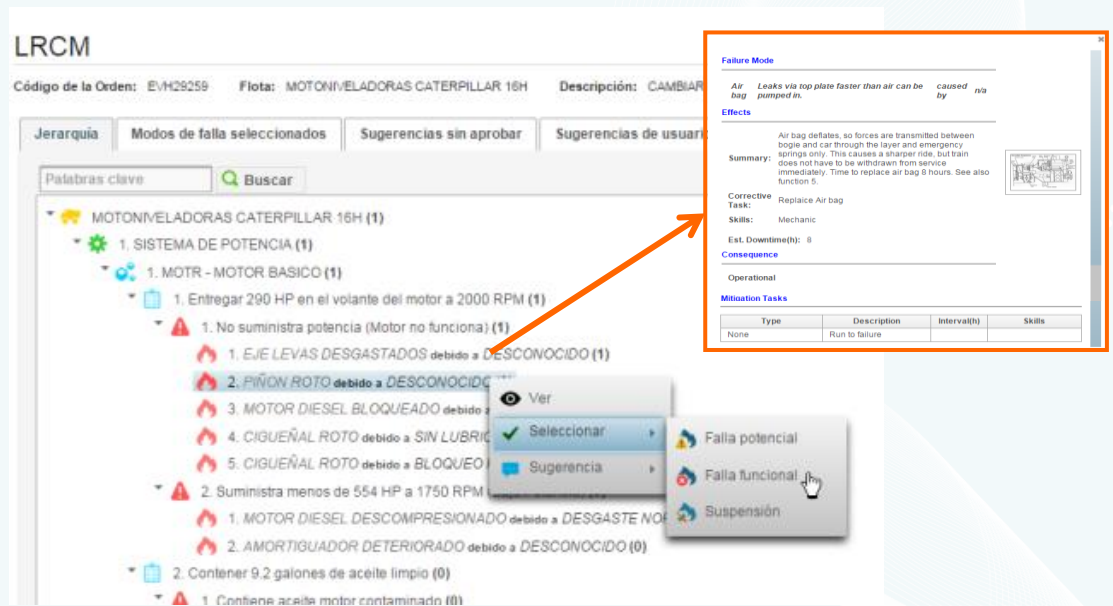 LRCM
Código de la Orden: EVH29259 Flota: MOTONIVELADORAS CATERPILLAR 16H Descripción: CAMBIAR
Jerarquía Modos de falla seleccionados Sugerencias sin aprobar Sugerencias de usuari
Palabras clave Buscar
MOTONIVELADORAS CATERPILLAR 16H (1)
1. SISTEMA DE POTENCIA (1)
1. MOTR - MOTOR BASICO (1)
1. Entregar 290 HP en el volante del motor a 2000 RPM (1)
1. No suministra potencia (Motor no funciona) (1)
1. EJE LEVAS DESGASTADOS debido a DESCONOCIDO (1)
2. PIÑON ROTO debido a DESCONOCIDO
3. MOTOR DIESEL BLOQUEADO debido
4. CIGUEÑAL ROTO debido a SIN LUBRIC
5. CIGUEÑAL ROTO debido a BLOQUEO
2. Suministra menos de 554 HP a 1750 RPM
1. MOTOR DIESEL DESCOMPRESIONADO debido a DESGASTE NOR
2. AMORTIGUADOR DETERIORADO debido a DESCONOCIDO (0)
2. Contener 9.2 galones de aceite limpio (0)
1. Contiene aceite motor contaminado (0)
Ver
Seleccionar
Sugerencia
Falla potencial
Falla funcional
Suspensión
Failure Mode
Air bag Leaks via top plate faster than air can be pumped in. caused by n/a
Effects
Summary: Air bag deflates, so forces are transmitted between
bogie and car through the layer and emergency
springs only. This causes a sharper ride, but train
does not have to be withdrawn from service
immediately. Time to replace air bag 8 hours. See also
function 5.
Corrective Task: Replaice Air bag
Skills: Mechanic
Est. Downtime(h): 8
Consequence
Operational
Mitigation Tasks
Type Description Interval(h) Skills
None Run to failure